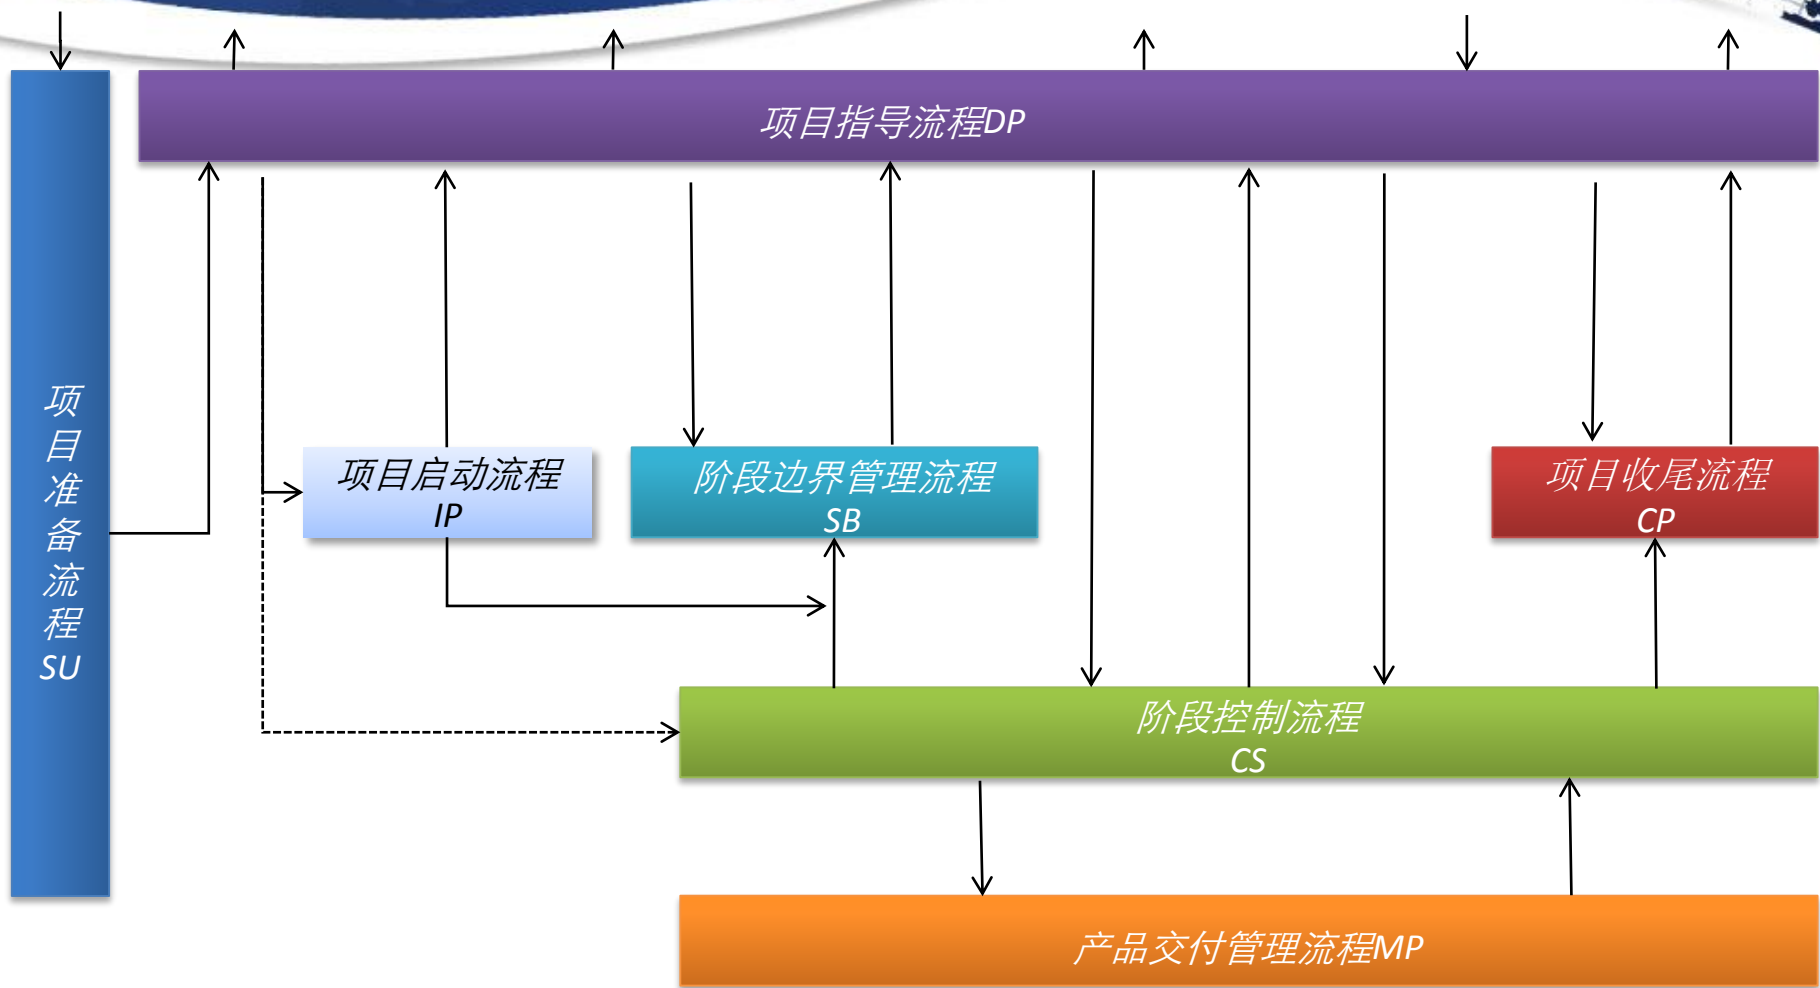 项目指导流程DP
项
目
准
备
流
程
SU
项目启动流程
IP
阶段边界管理流程
SB
项目收尾流程
CP
阶段控制流程
CS
产品交付管理流程MP